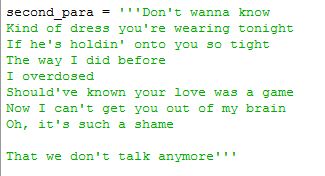 second_para = '''Don't wanna know
Kind of dress you're wearing tonight
If he's holdin' onto you so tight
The way I did before
I overdosed
Should've known your love was a game
Now I can't get you out of my brain
Oh, it's such a shame

That we don't talk anymore'''